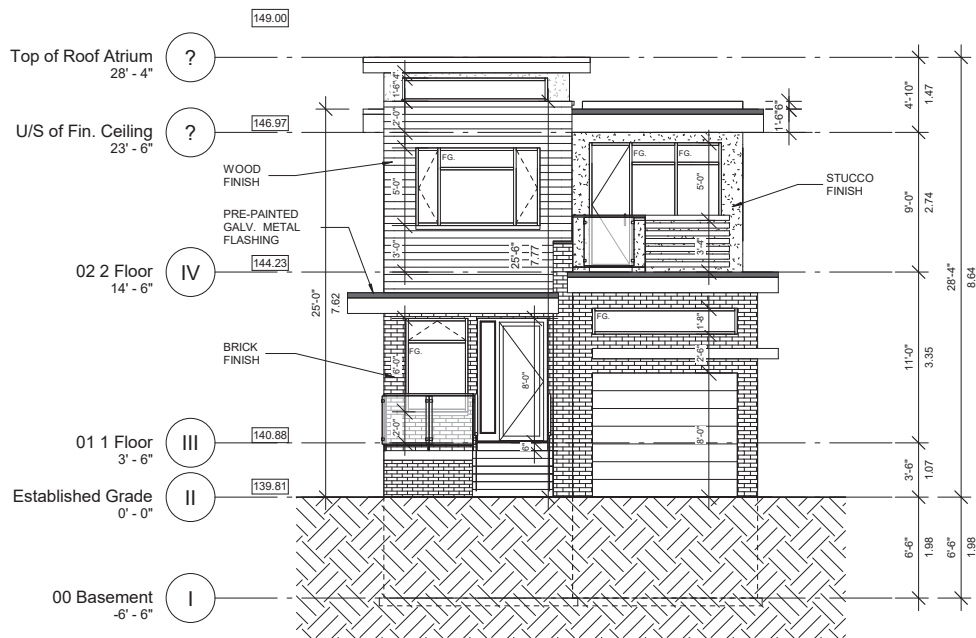 149.00
Top of Roof Atrium
28' - 4"
?
U/S of Fin. Ceiling
23' - 6"
?
146.97
02 2 Floor
14' - 6"
IV
144.23
01 1 Floor
3' - 6"
III
140.88
Established Grade
0' - 0"
II
139.81
00 Basement
-6' - 6"
I
WOOD
FINISH
PRE-PAINTED
GALV. METAL
FLASHING
BRICK
FINISH
STUCCO
FINISH
25'-0"
7.62
1'-6"
4"
2'-0"
5'-0"
3'-0"
FG.
25'-6"
7.77
6'-0"
2'-0"
FG.
8'-0"
6"
FG.
FG.
5'-0"
3'-4"
1'-8"
2'-6"
8'-0"
FG.
1'-6"
6"
4'-10"
1.47
9'-0"
2.74
11'-0"
3.35
3'-6"
1.07
6'-6"
1.98
28'-4"
8.64
6'-6"
1.98